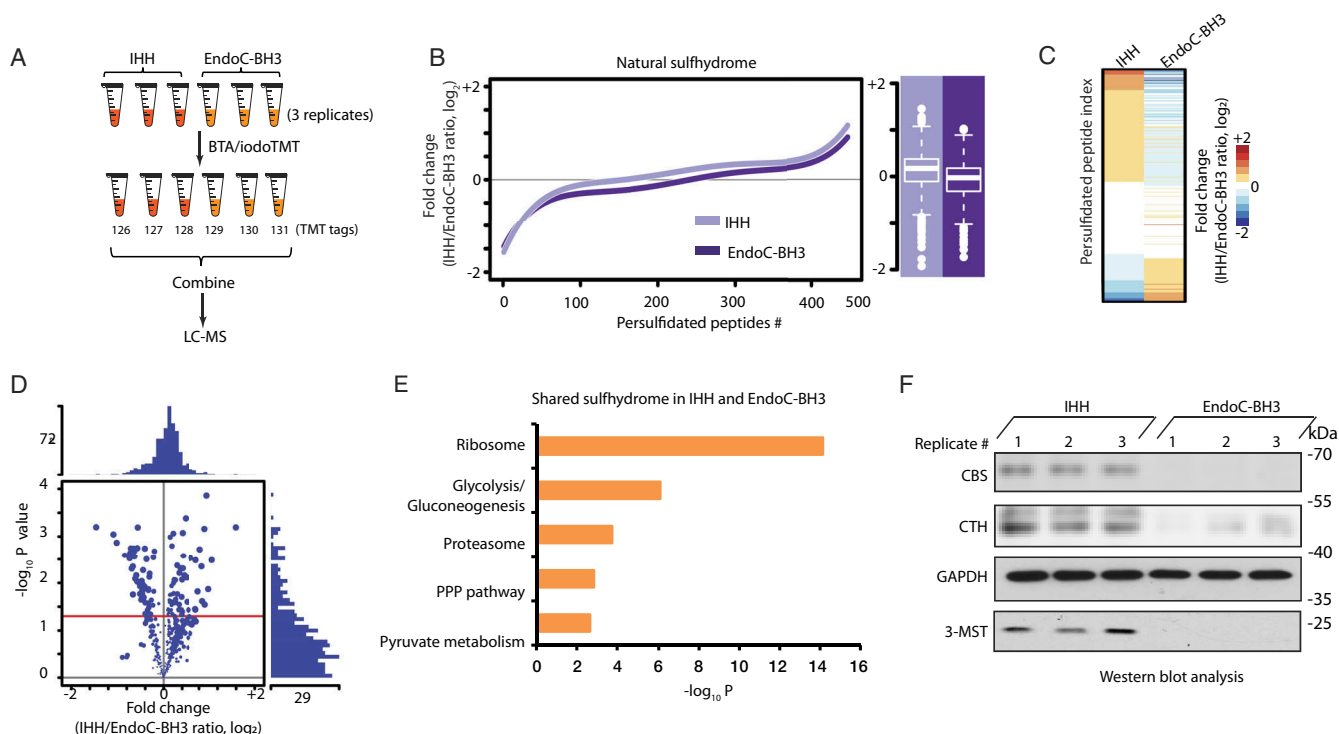 A
IHH
EndoC-BH3
(3 replicates)
BTA/iodoTMT
126 127 128 129 130 131 (TMT tags)
Combine
LC-MS
B
Natural sulfhydrome
Fold change
(IHH/EndoC-BH3 ratio, log₂)
+2
0
-2
IHH
EndoC-BH3
0 100 200 300 400 500
Persulfidated peptides #
+2
0
-2
C
IHH
EndoC-BH3
Persulfidated peptide index
Fold change
(IHH/EndoC-BH3 ratio, log₂)
+2
0
-2
D
72
4
3
2
1
0
-log₁₀ P value
-2 0 +2
29
Fold change
(IHH/EndoC-BH3 ratio, log₂)
E
Shared sulfhydrome in IHH and EndoC-BH3
Ribosome
Glycolysis/
Gluconeogenesis
Proteasome
PPP pathway
Pyruvate metabolism
0 2 4 6 8 10 12 14 16
-log₁₀ P
F
IHH
EndoC-BH3
kDa
Replicate # 1 2 3 1 2 3
-70
CBS
-55
CTH
-40
GAPDH
-35
-25
3-MST
Western blot analysis